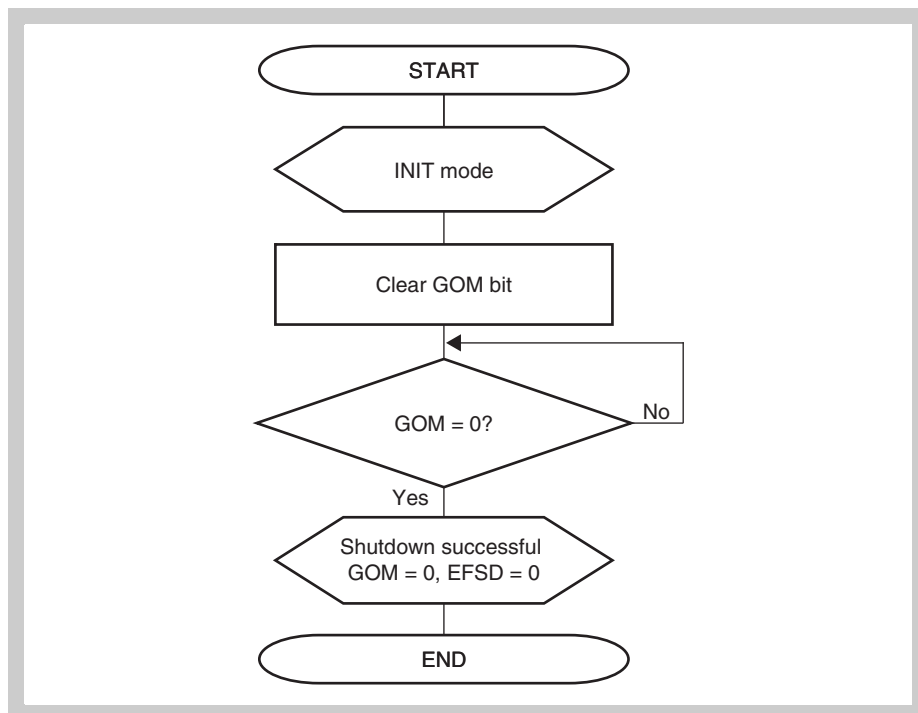 START
INIT mode
Clear GOM bit
GOM = 0?
No
Yes
Shutdown successful
GOM = 0, EFSD = 0
END